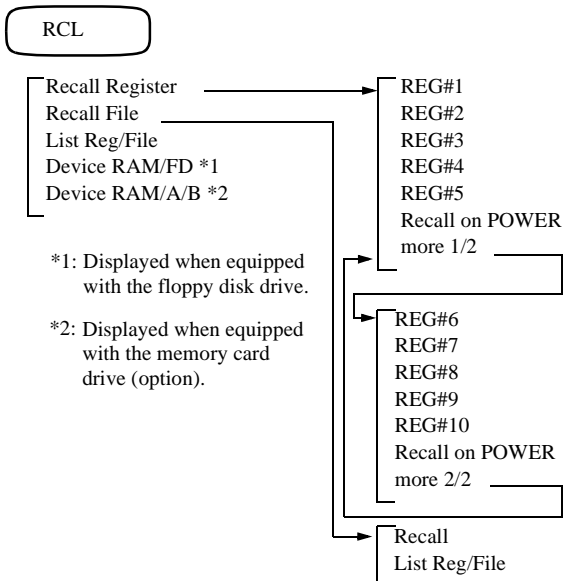 RCL
Recall Register
Recall File
List Reg/File
Device RAM/FD *1
Device RAM/A/B *2
*1: Displayed when equipped
with the floppy disk drive.
*2: Displayed when equipped
with the memory card
drive (option).
REG#1
REG#2
REG#3
REG#4
REG#5
Recall on POWER
more 1/2
REG#6
REG#7
REG#8
REG#9
REG#10
Recall on POWER
more 2/2
Recall
List Reg/File